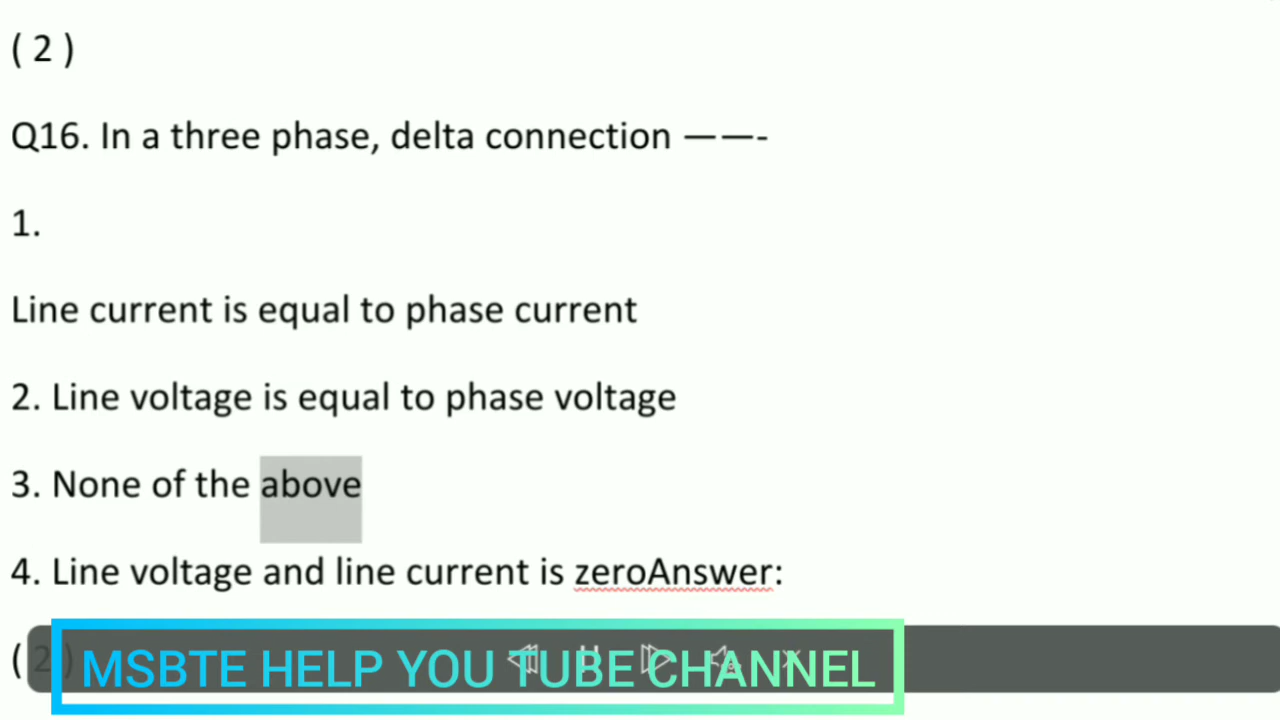 ( 2 )
Q16. In a three phase, delta connection ——-
1.
Line current is equal to phase current
2. Line voltage is equal to phase voltage
3. None of the above
4. Line voltage and line current is zeroAnswer:
( 2 )
MSBTE HELP YOU TUBE CHANNEL